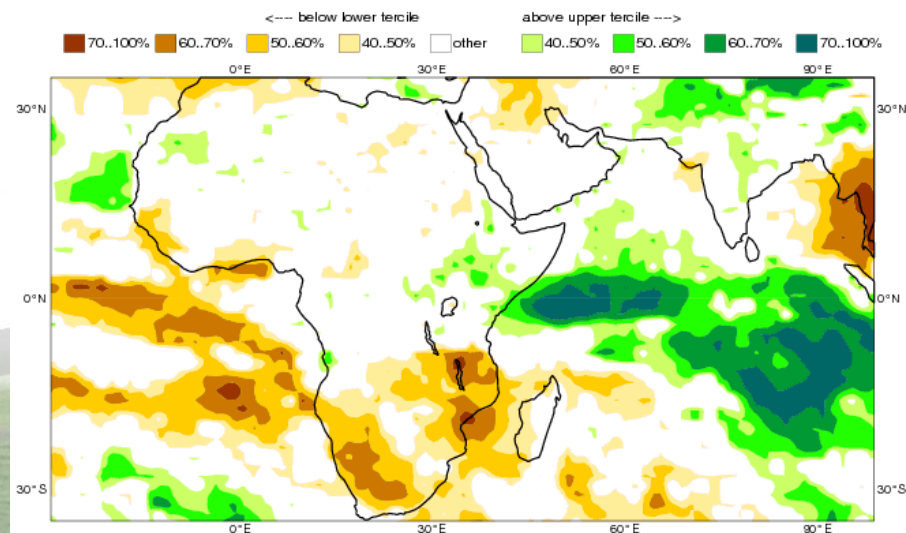 <---- below lower tercile above upper tercile ---->
70..100% 60..70% 50..60% 40..50% other 40..50% 50..60% 60..70% 70..100%
0°E 30°E 60°E 90°E
30°N 30°N
0°N 0°N
30°S 30°S
0°E 30°E 60°E 90°E